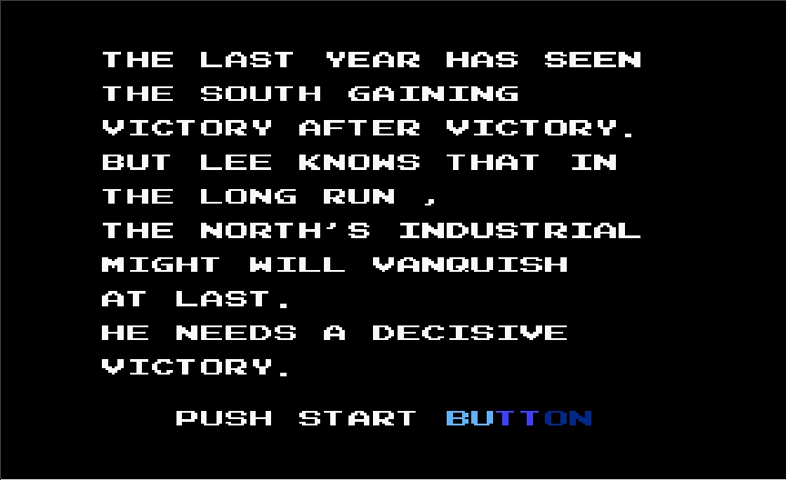 THE LAST YEAR HAS SEEN
THE SOUTH GAINING
VICTORY AFTER VICTORY.
BUT LEE KNOWS THAT IN
THE LONG RUN ,
THE NORTH'S INDUSTRIAL
MIGHT WILL VANQUISH
AT LAST.
HE NEEDS A DECISIVE
VICTORY.
PUSH START BUTTON